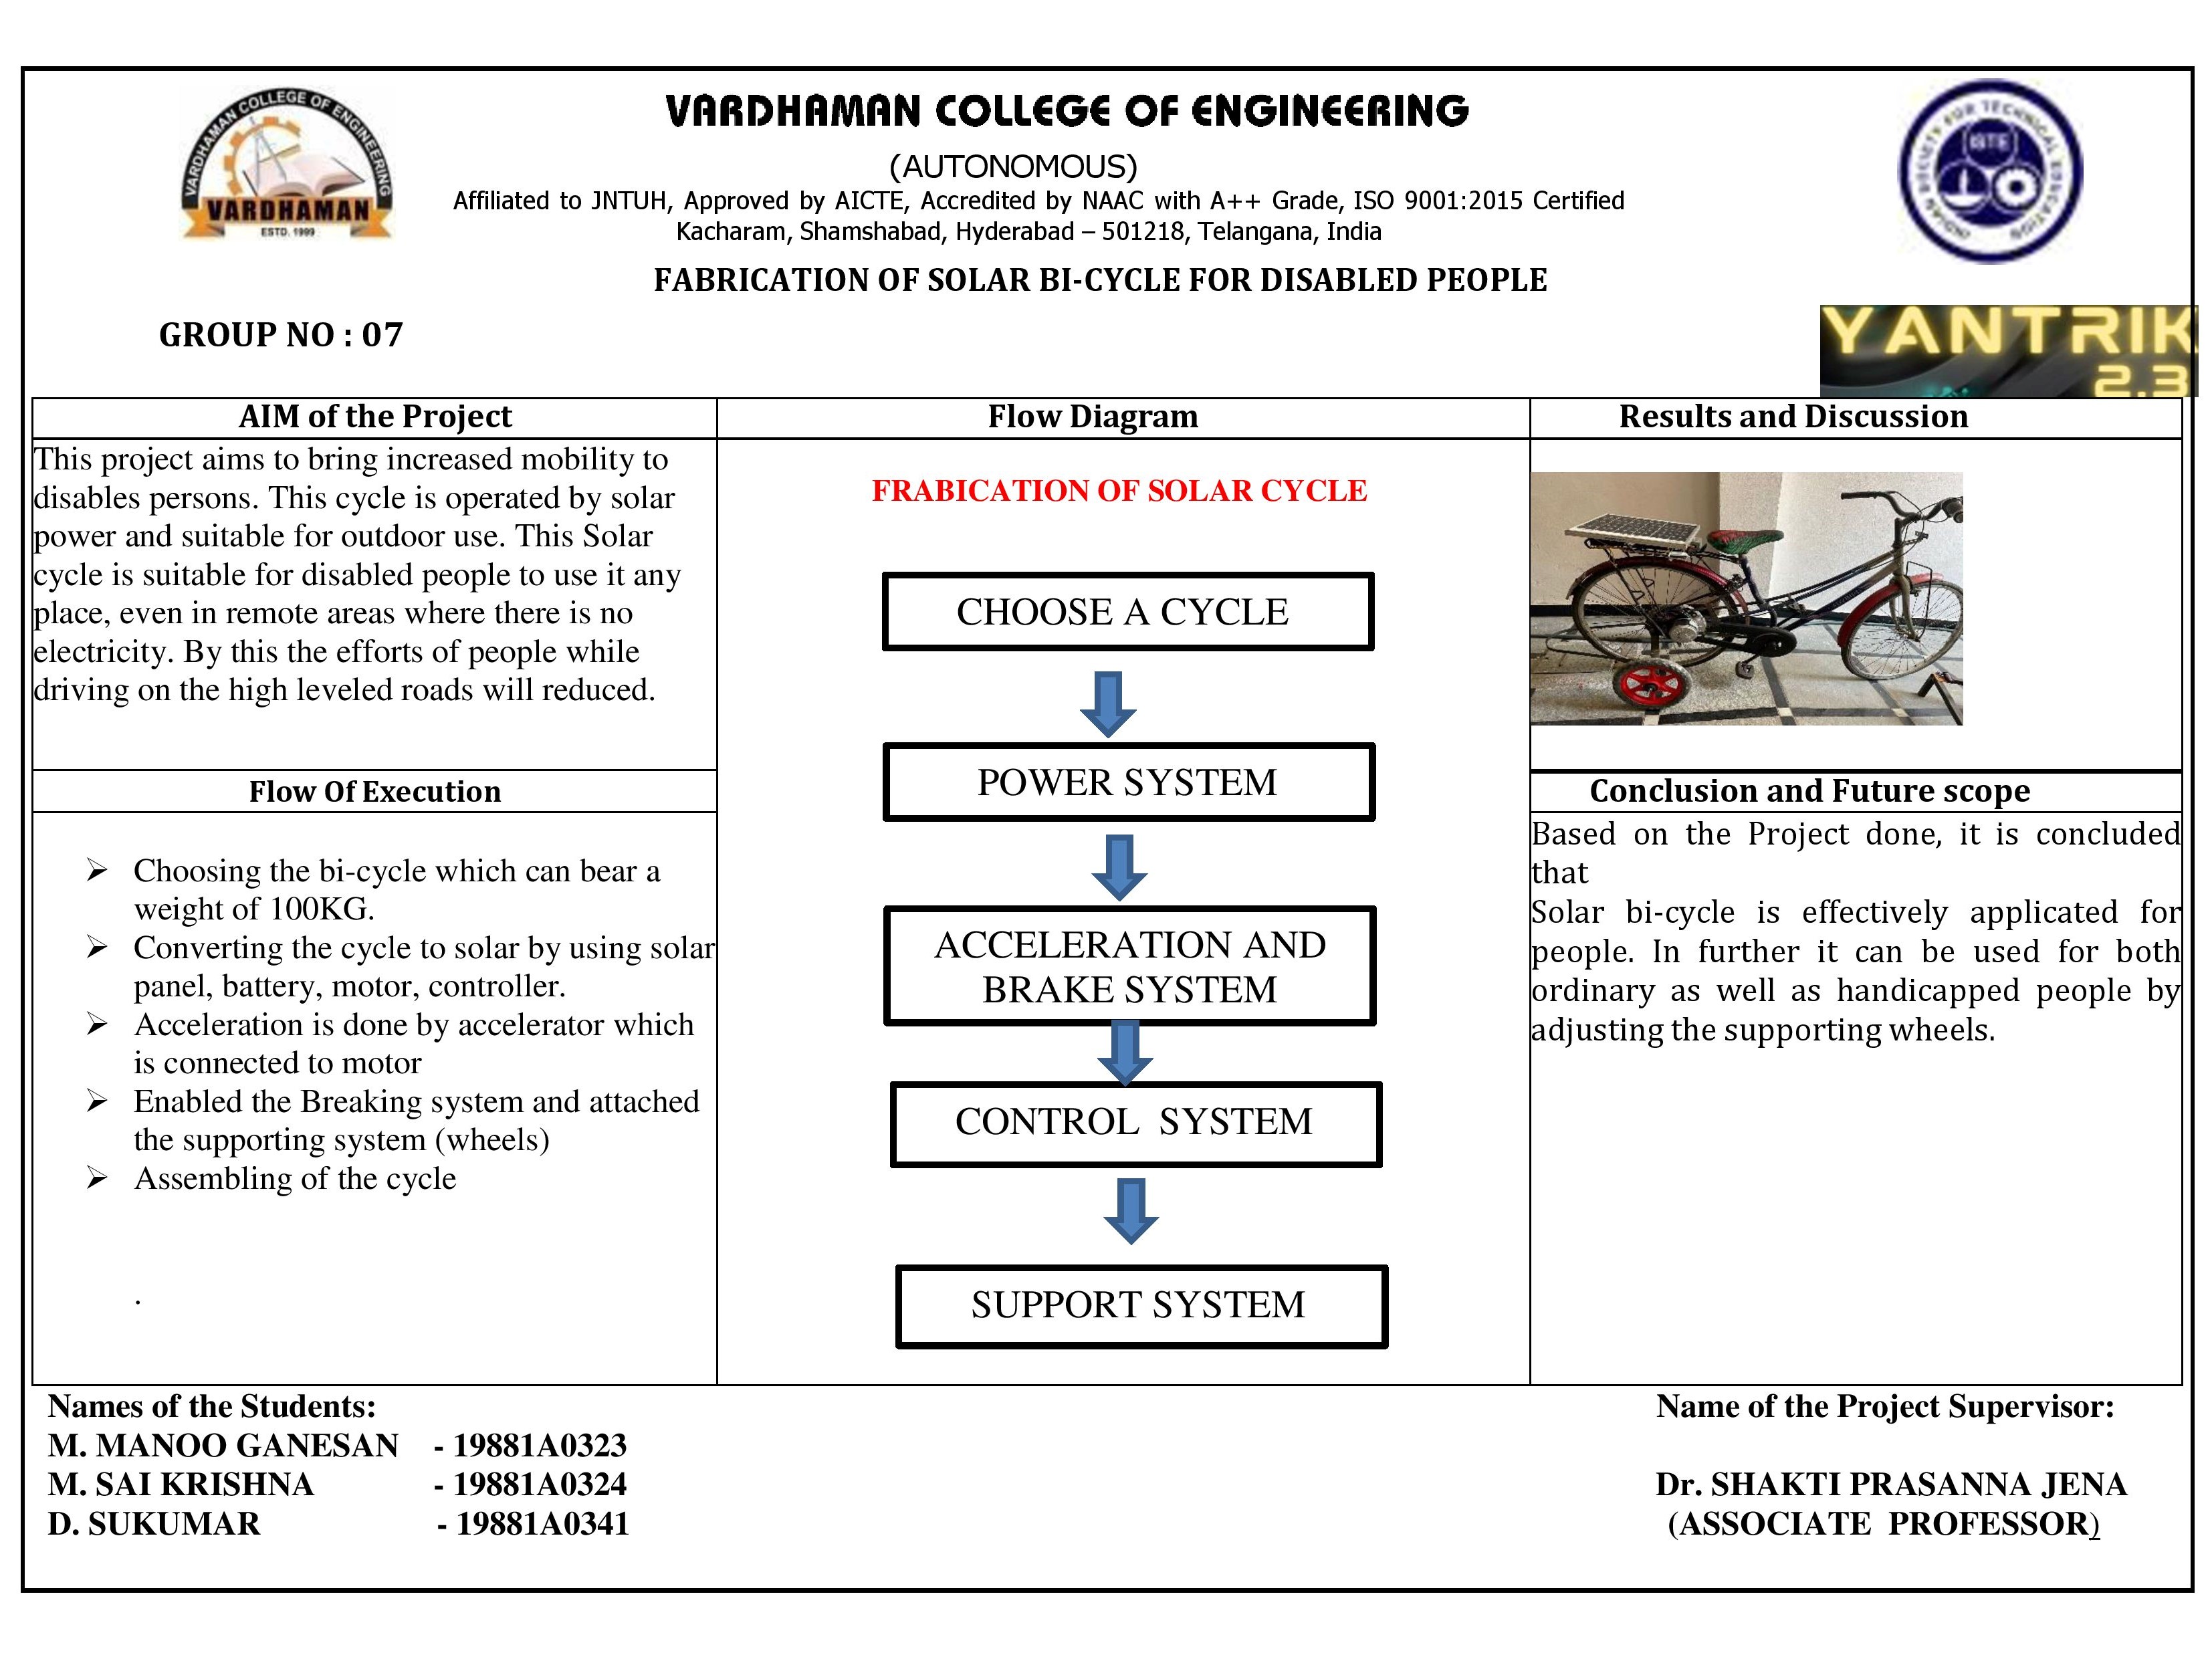 VARDHAMAN COLLEGE OF ENGINEERING
VARDHAMAN
ESTD. 1999
VARDHAMAN COLLEGE OF ENGINEERING
(AUTONOMOUS)
Affiliated to JNTUH, Approved by AICTE, Accredited by NAAC with A++ Grade, ISO 9001:2015 Certified
Kacharam, Shamshabad, Hyderabad – 501218, Telangana, India
INDIAN SOCIETY FOR TECHNICAL EDUCATION
ISTE
FABRICATION OF SOLAR BI-CYCLE FOR DISABLED PEOPLE
GROUP NO : 07
YANTRIK
2.3
AIM of the Project
This project aims to bring increased mobility to
disables persons. This cycle is operated by solar
power and suitable for outdoor use. This Solar
cycle is suitable for disabled people to use it any
place, even in remote areas where there is no
electricity. By this the efforts of people while
driving on the high leveled roads will reduced.
Flow Of Execution
➢ Choosing the bi-cycle which can bear a
weight of 100KG.
➢ Converting the cycle to solar by using solar
panel, battery, motor, controller.
➢ Acceleration is done by accelerator which
is connected to motor
➢ Enabled the Breaking system and attached
the supporting system (wheels)
➢ Assembling of the cycle
.
Flow Diagram
FRABICATION OF SOLAR CYCLE
CHOOSE A CYCLE
POWER SYSTEM
ACCELERATION AND
BRAKE SYSTEM
CONTROL SYSTEM
SUPPORT SYSTEM
Results and Discussion
Conclusion and Future scope
Based on the Project done, it is concluded
that
Solar bi-cycle is effectively applicated for
people. In further it can be used for both
ordinary as well as handicapped people by
adjusting the supporting wheels.
Names of the Students:
M. MANOO GANESAN - 19881A0323
M. SAI KRISHNA - 19881A0324
D. SUKUMAR - 19881A0341
Name of the Project Supervisor:
Dr. SHAKTI PRASANNA JENA
(ASSOCIATE PROFESSOR)